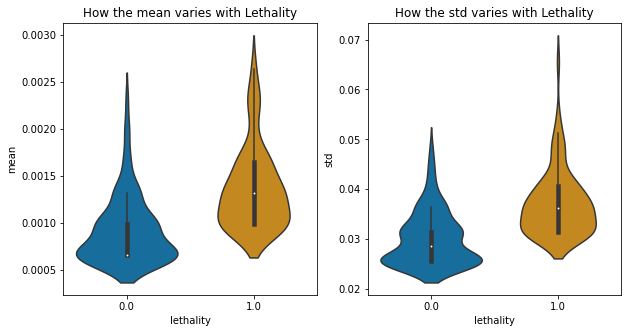 How the mean varies with Lethality
mean
0.0030
0.0025
0.0020
0.0015
0.0010
0.0005
0.0
1.0
lethality
How the std varies with Lethality
std
0.07
0.06
0.05
0.04
0.03
0.02
0.0
1.0
lethality